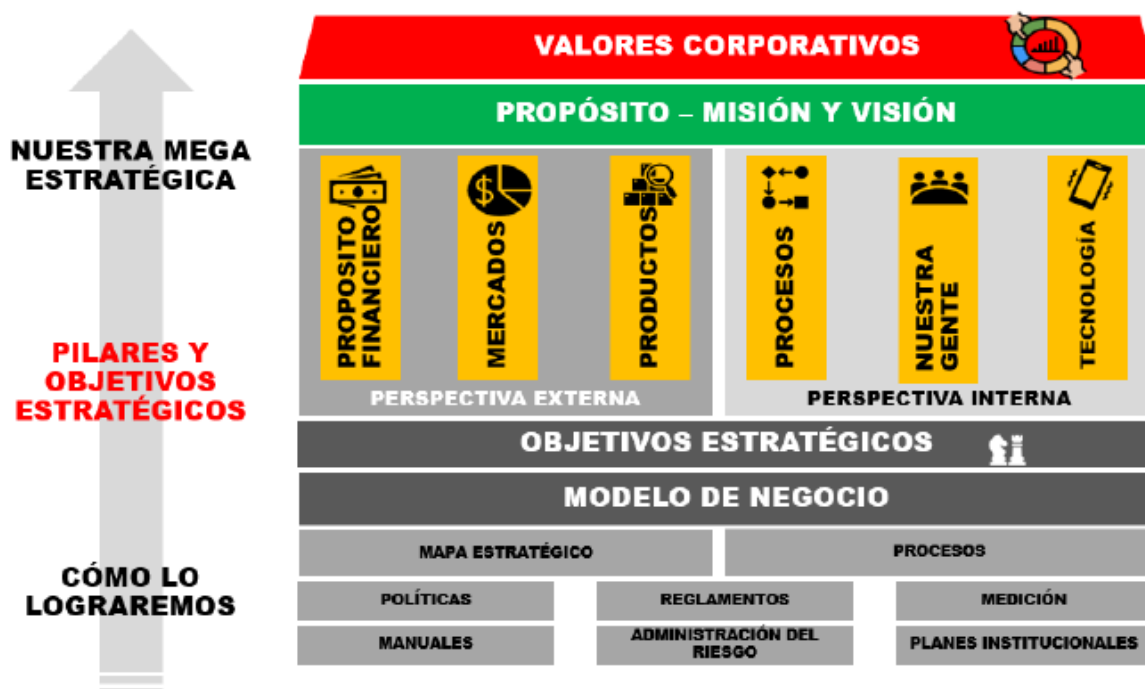 VALORES CORPORATIVOS
PROPÓSITO – MISIÓN Y VISIÓN
NUESTRA MEGA
ESTRATÉGICA
PROPOSITO
FINANCIERO
MERCADOS
PRODUCTOS
PROCESOS
NUESTRA
GENTE
TECNOLOGÍA
PILARES Y
OBJETIVOS
ESTRATÉGICOS
PERSPECTIVA EXTERNA
PERSPECTIVA INTERNA
OBJETIVOS ESTRATÉGICOS
MODELO DE NEGOCIO
CÓMO LO
LOGRAREMOS
MAPA ESTRATÉGICO
PROCESOS
POLÍTICAS
REGLAMENTOS
MEDICIÓN
MANUALES
ADMINISTRACIÓN DEL
RIESGO
PLANES INSTITUCIONALES